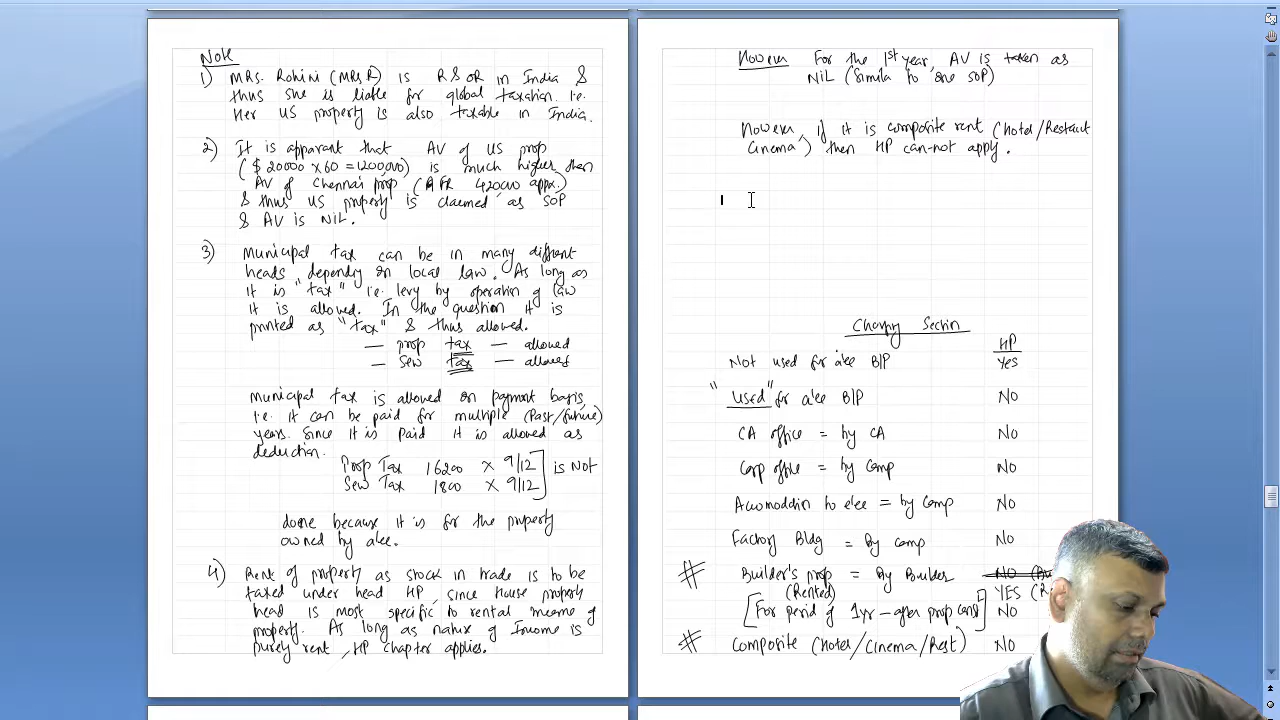 Note
1) MRs. Rohini (MRs R) is R & OR in India &
thus she is liable for global taxation. i.e.
Her US property is also taxable in India.
2) It is apparant that AV of US prop
($ 20000 x 60 = 1200,000) is much higher then
AV of Chennai prop ( 420,000 appx.)
& thus US property is claimed as SOP
& AV is NIL.
3) Municipal tax can be in many diffrent
heads depending on local law. As long as
it is "tax" i.e. levy by operation of law
it is allowed. In the question it is
printed as "tax" & thus allowed.
— prop tax — allowed
— Sew tax — allowed
Municipal tax is allowed on payment basis,
i.e. it can be paid for multiple (Past/future)
years. Since it is paid it is allowed as
deduction.
Prop Tax 16200 x 9/12
Sew Tax 1800 x 9/12
is Not
done because it is for the property
owned by a'ee.
4) Rent of property as stock in trade is to be
taxed under head HP, since House property
head is most specific to rental income of
property. As long as nature of Income is
purely rent, HP chapter applies.
However For the 1st year, AV is taken as
NIL (Similar to one SOP)
However, if it is composite rent (Hotel/Restaurant
Cinema) then HP can-not apply.
Charging Section
HP
Not used for a'ee B/P Yes
"used" for a'ee B/P No
CA office = by CA No
Corp office = by Comp No
Accomodation to e'ee = by Comp No
Factory Bldg = By comp No
# Builder's prop = By Builder
(Rented) YES
[For period of 1yr — after prop const] No
# Composite (Hotel/Cinema/Rest) No